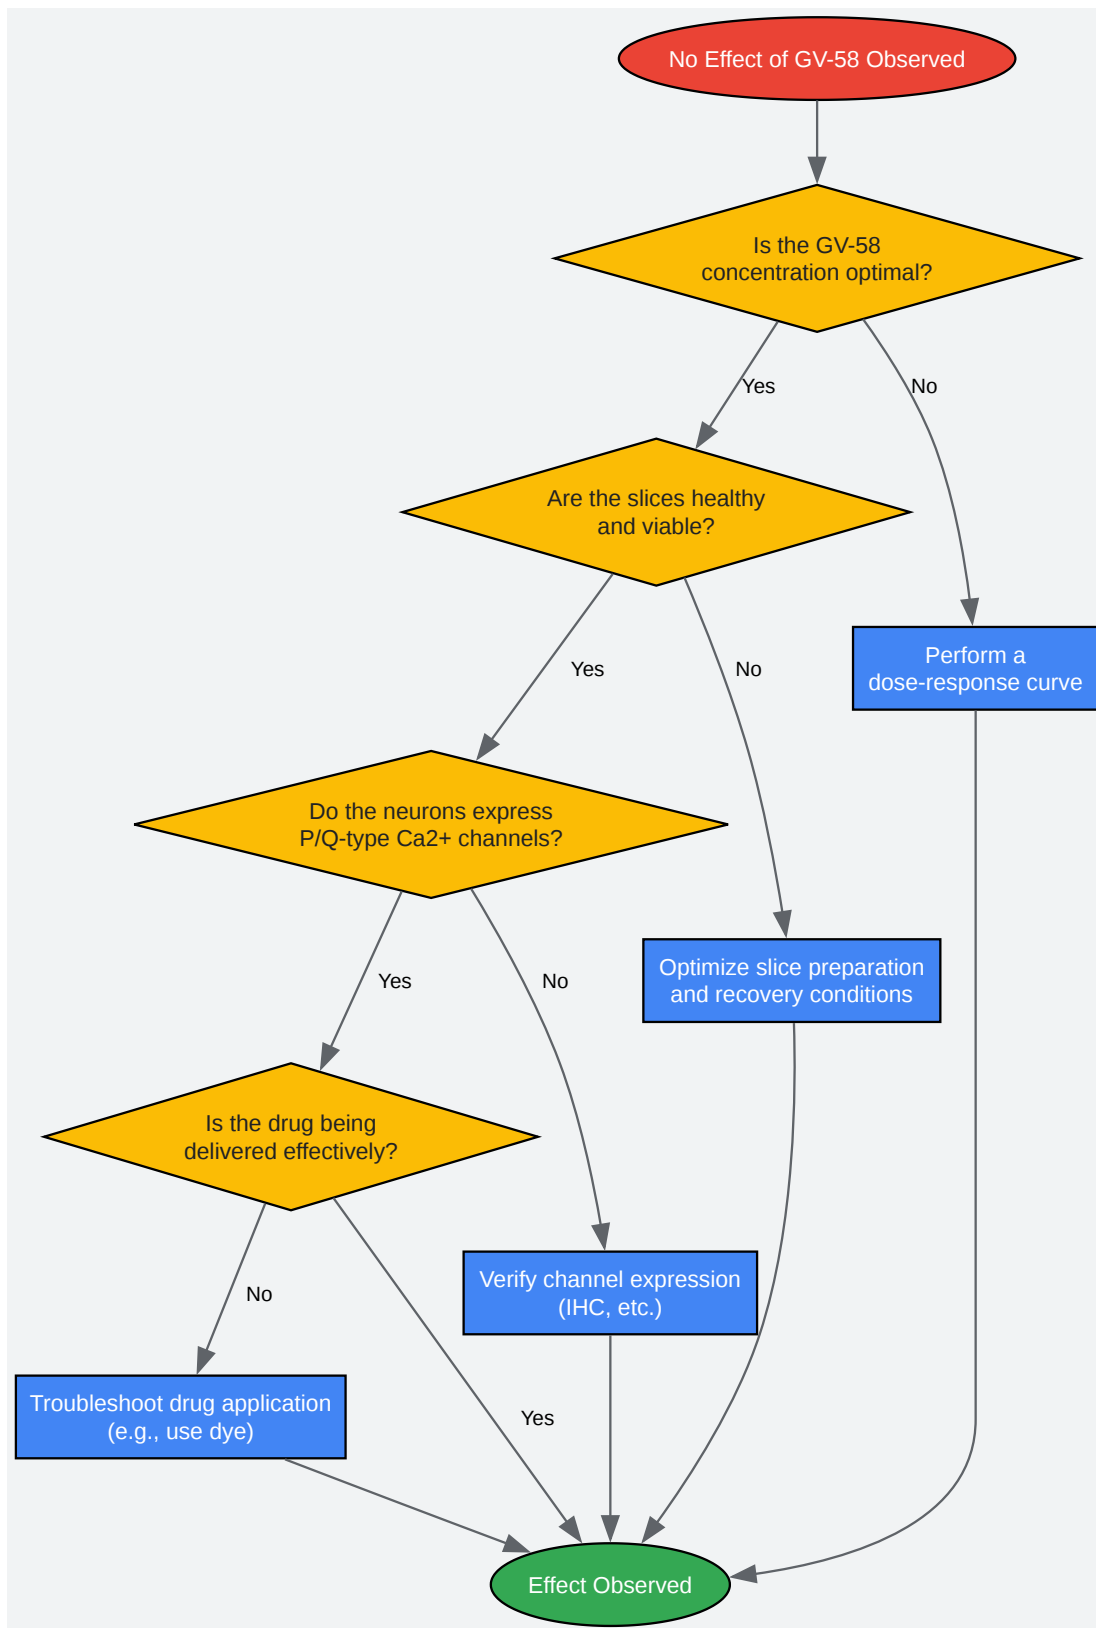 No Effect of GV-58 Observed
Is the GV-58
concentration optimal?
Yes
No
Are the slices healthy
and viable?
Yes
No
Perform a
dose-response curve
Do the neurons express
P/Q-type Ca2+ channels?
Yes
No
Optimize slice preparation
and recovery conditions
Is the drug being
delivered effectively?
No
Yes
Verify channel expression
(IHC, etc.)
Troubleshoot drug application
(e.g., use dye)
Effect Observed